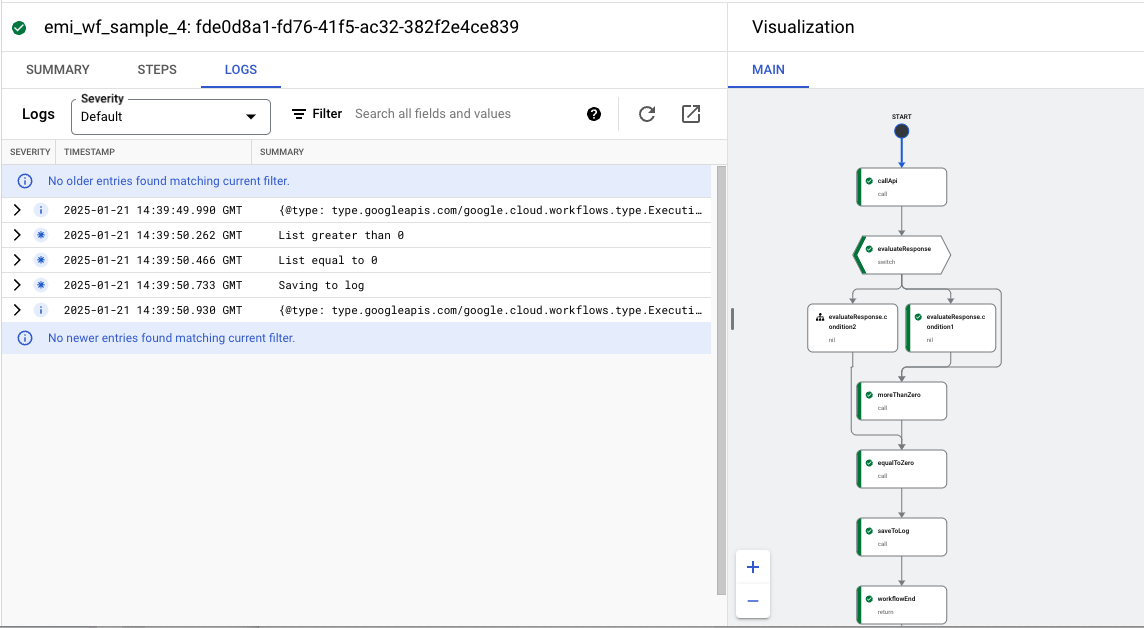 emi_wf_sample_4: fde0d8a1-fd76-41f5-ac32-382f2e4ce839
SUMMARY STEPS LOGS
Logs
Severity
Default
Filter Search all fields and values
SEVERITY TIMESTAMP SUMMARY
No older entries found matching current filter.
2025-01-21 14:39:49.990 GMT {@type: type.googleapis.com/google.cloud.workflows.type.Executi…
2025-01-21 14:39:50.262 GMT List greater than 0
2025-01-21 14:39:50.466 GMT List equal to 0
2025-01-21 14:39:50.733 GMT Saving to log
2025-01-21 14:39:50.930 GMT {@type: type.googleapis.com/google.cloud.workflows.type.Executi…
No newer entries found matching current filter.
Visualization
MAIN
START
callApi
call
evaluateResponse
switch
evaluateResponse.c
ondition2
nil
evaluateResponse.c
ondition1
nil
moreThanZero
call
equalToZero
call
saveToLog
call
workflowEnd
return